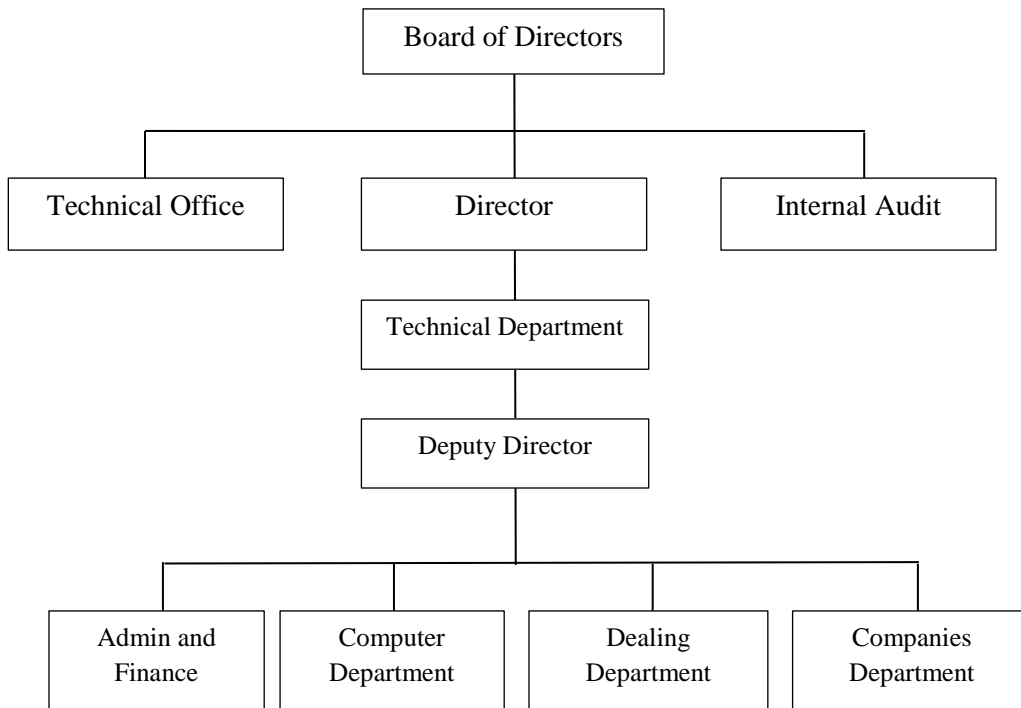 Board of Directors
Technical Office
Director
Internal Audit
Technical Department
Deputy Director
Admin and
Finance
Computer
Department
Dealing
Department
Companies
Department